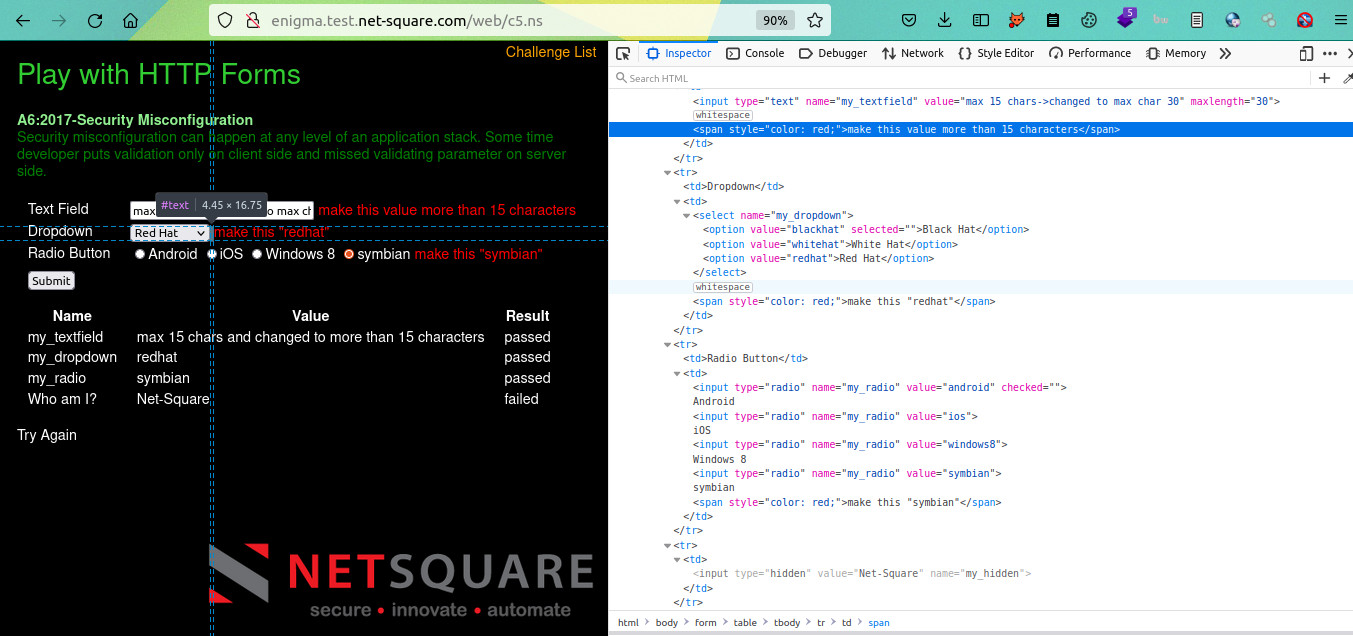 enigma.test.net-square.com/web/c5.ns
90%
5
Challenge List
Play with HTTP Forms
A6:2017-Security Misconfiguration
Security misconfiguration can happen at any level of an application stack. Some time
developer puts validation only on client side and missed validating parameter on server
side.
#text 4.45 × 16.75
Text Field max o max ch make this value more than 15 characters
Dropdown Red Hat make this "redhat"
Radio Button Android iOS Windows 8 symbian make this "symbian"
Submit
Name Value Result
my_textfield max 15 chars and changed to more than 15 characters passed
my_dropdown redhat passed
my_radio symbian passed
Who am I? Net-Square failed
Try Again
NETSQUARE
secure • innovate • automate
Inspector Console Debugger Network Style Editor Performance Memory
Search HTML
<input type="text" name="my_textfield" value="max 15 chars->changed to max char 30" maxlength="30">
whitespace
<span style="color: red;">make this value more than 15 characters</span>
</td>
</tr>
<tr>
<td>Dropdown</td>
<td>
<select name="my_dropdown">
<option value="blackhat" selected="">Black Hat</option>
<option value="whitehat">White Hat</option>
<option value="redhat">Red Hat</option>
</select>
whitespace
<span style="color: red;">make this "redhat"</span>
</td>
</tr>
<tr>
<td>Radio Button</td>
<td>
<input type="radio" name="my_radio" value="android" checked="">
Android
<input type="radio" name="my_radio" value="ios">
iOS
<input type="radio" name="my_radio" value="windows8">
Windows 8
<input type="radio" name="my_radio" value="symbian">
symbian
<span style="color: red;">make this "symbian"</span>
</td>
</tr>
<tr>
<td>
<input type="hidden" value="Net-Square" name="my_hidden">
</td>
</tr>
html body form table tbody tr td span